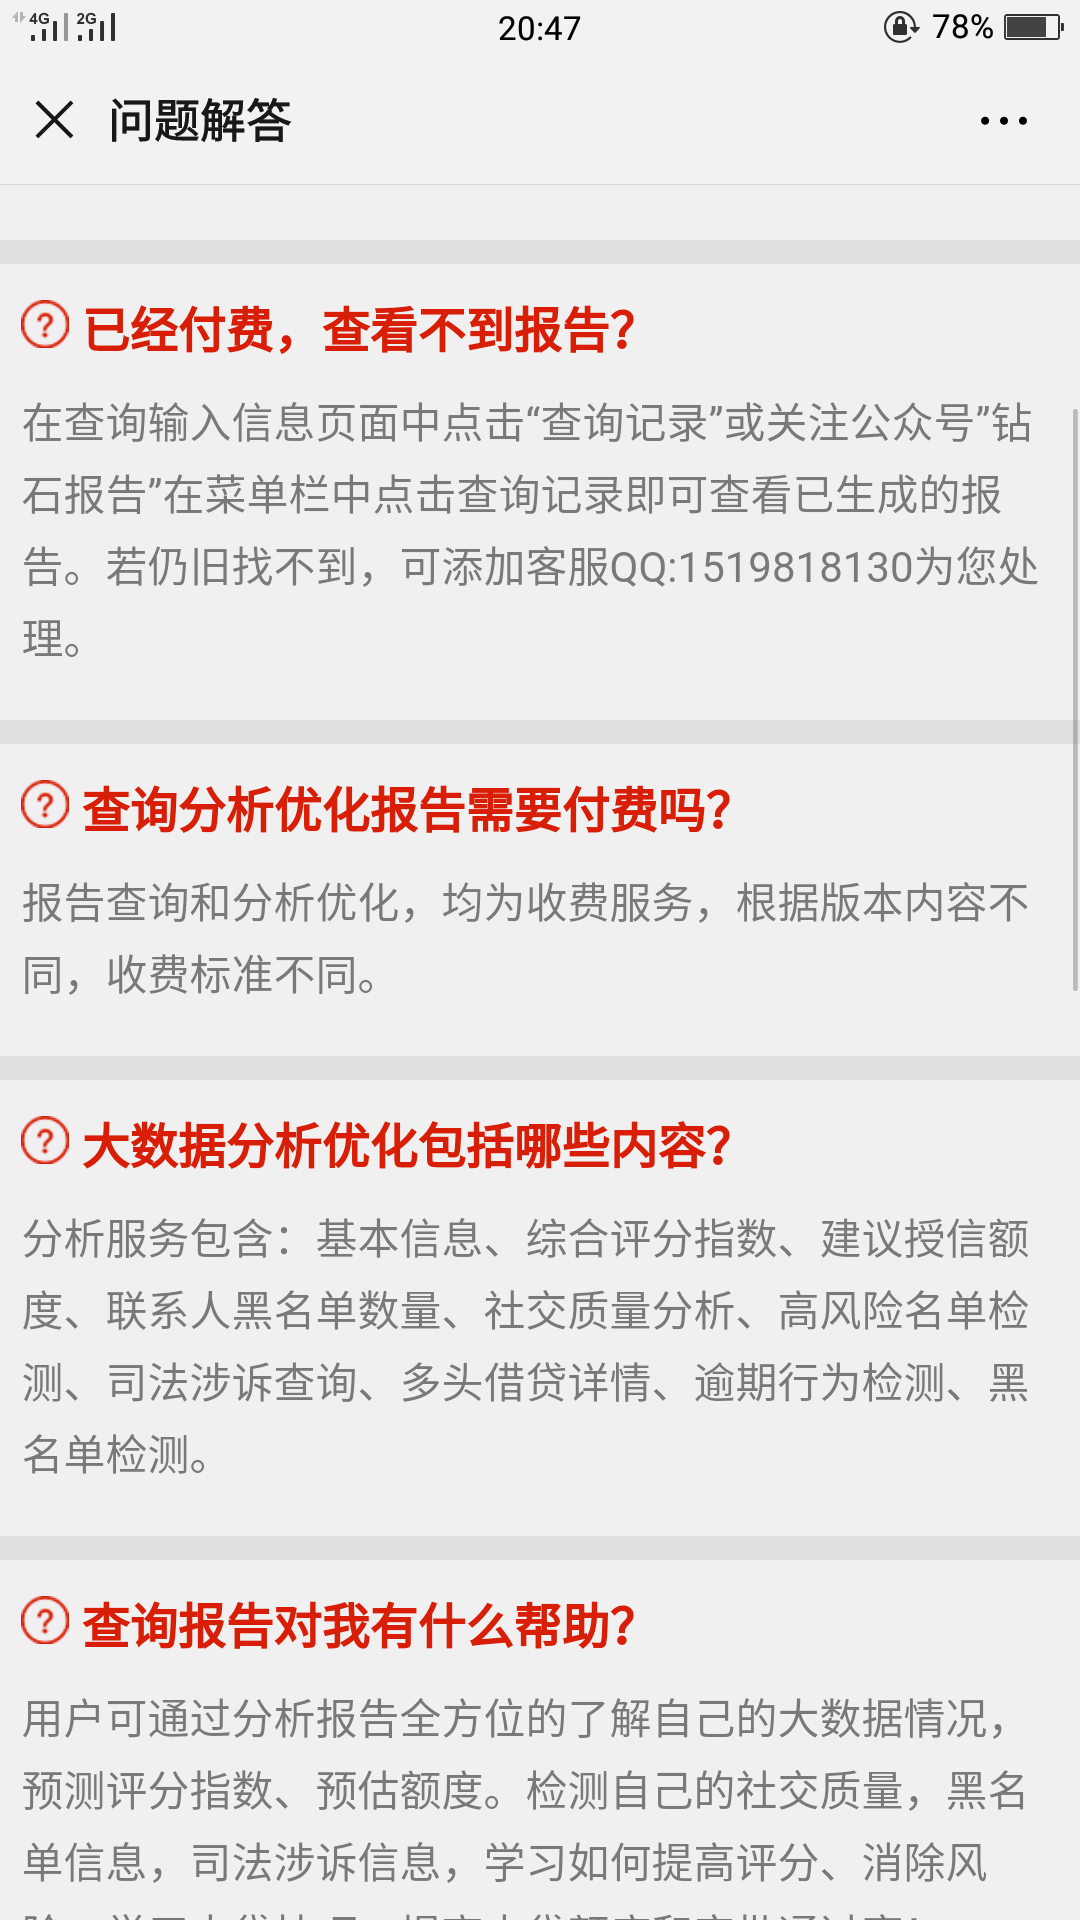 4G 2G 20:47 78%
问题解答
已经付费，查看不到报告？
在查询输入信息页面中点击“查询记录”或关注公众号”钻
石报告”在菜单栏中点击查询记录即可查看已生成的报
告。若仍旧找不到，可添加客服QQ:1519818130为您处
理。
查询分析优化报告需要付费吗？
报告查询和分析优化，均为收费服务，根据版本内容不
同，收费标准不同。
大数据分析优化包括哪些内容？
分析服务包含：基本信息、综合评分指数、建议授信额
度、联系人黑名单数量、社交质量分析、高风险名单检
测、司法涉诉查询、多头借贷详情、逾期行为检测、黑
名单检测。
查询报告对我有什么帮助？
用户可通过分析报告全方位的了解自己的大数据情况，
预测评分指数、预估额度。检测自己的社交质量，黑名
单信息，司法涉诉信息，学习如何提高评分、消除风